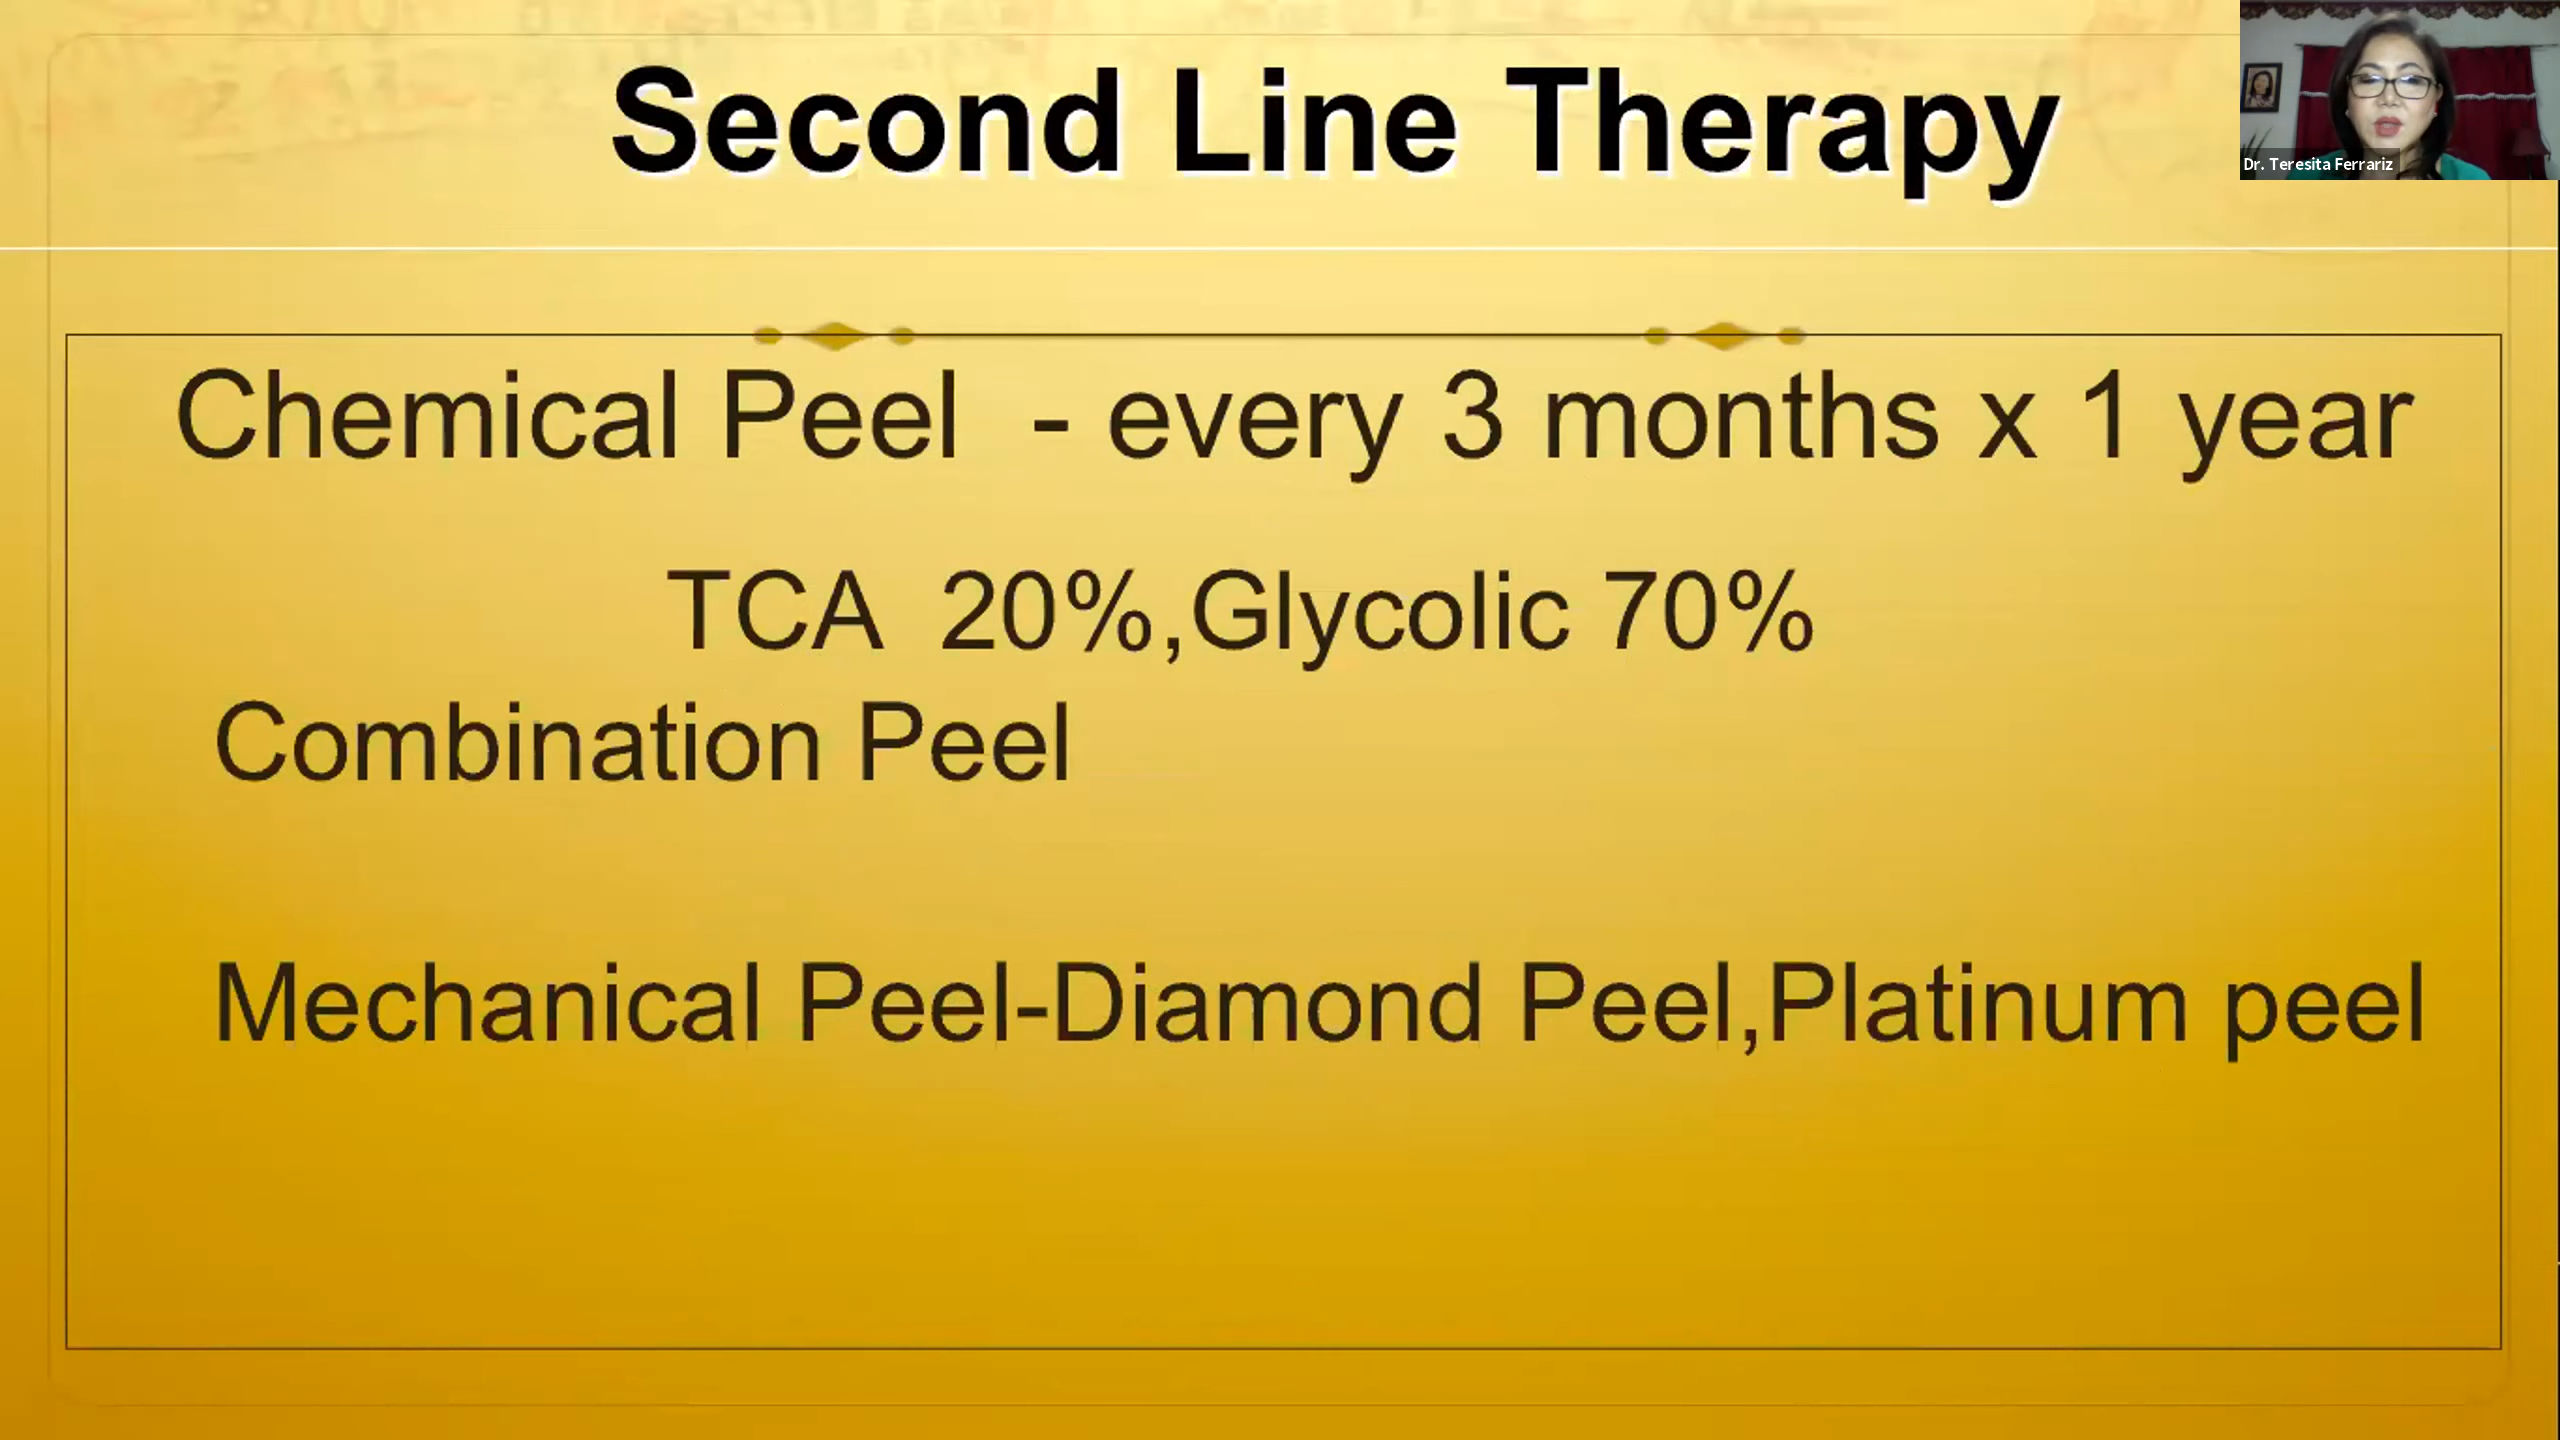 Second Line Therapy
Dr. Teresita Ferrariz
Chemical Peel - every 3 months x 1 year
TCA 20%,Glycolic 70%
Combination Peel
Mechanical Peel-Diamond Peel,Platinum peel